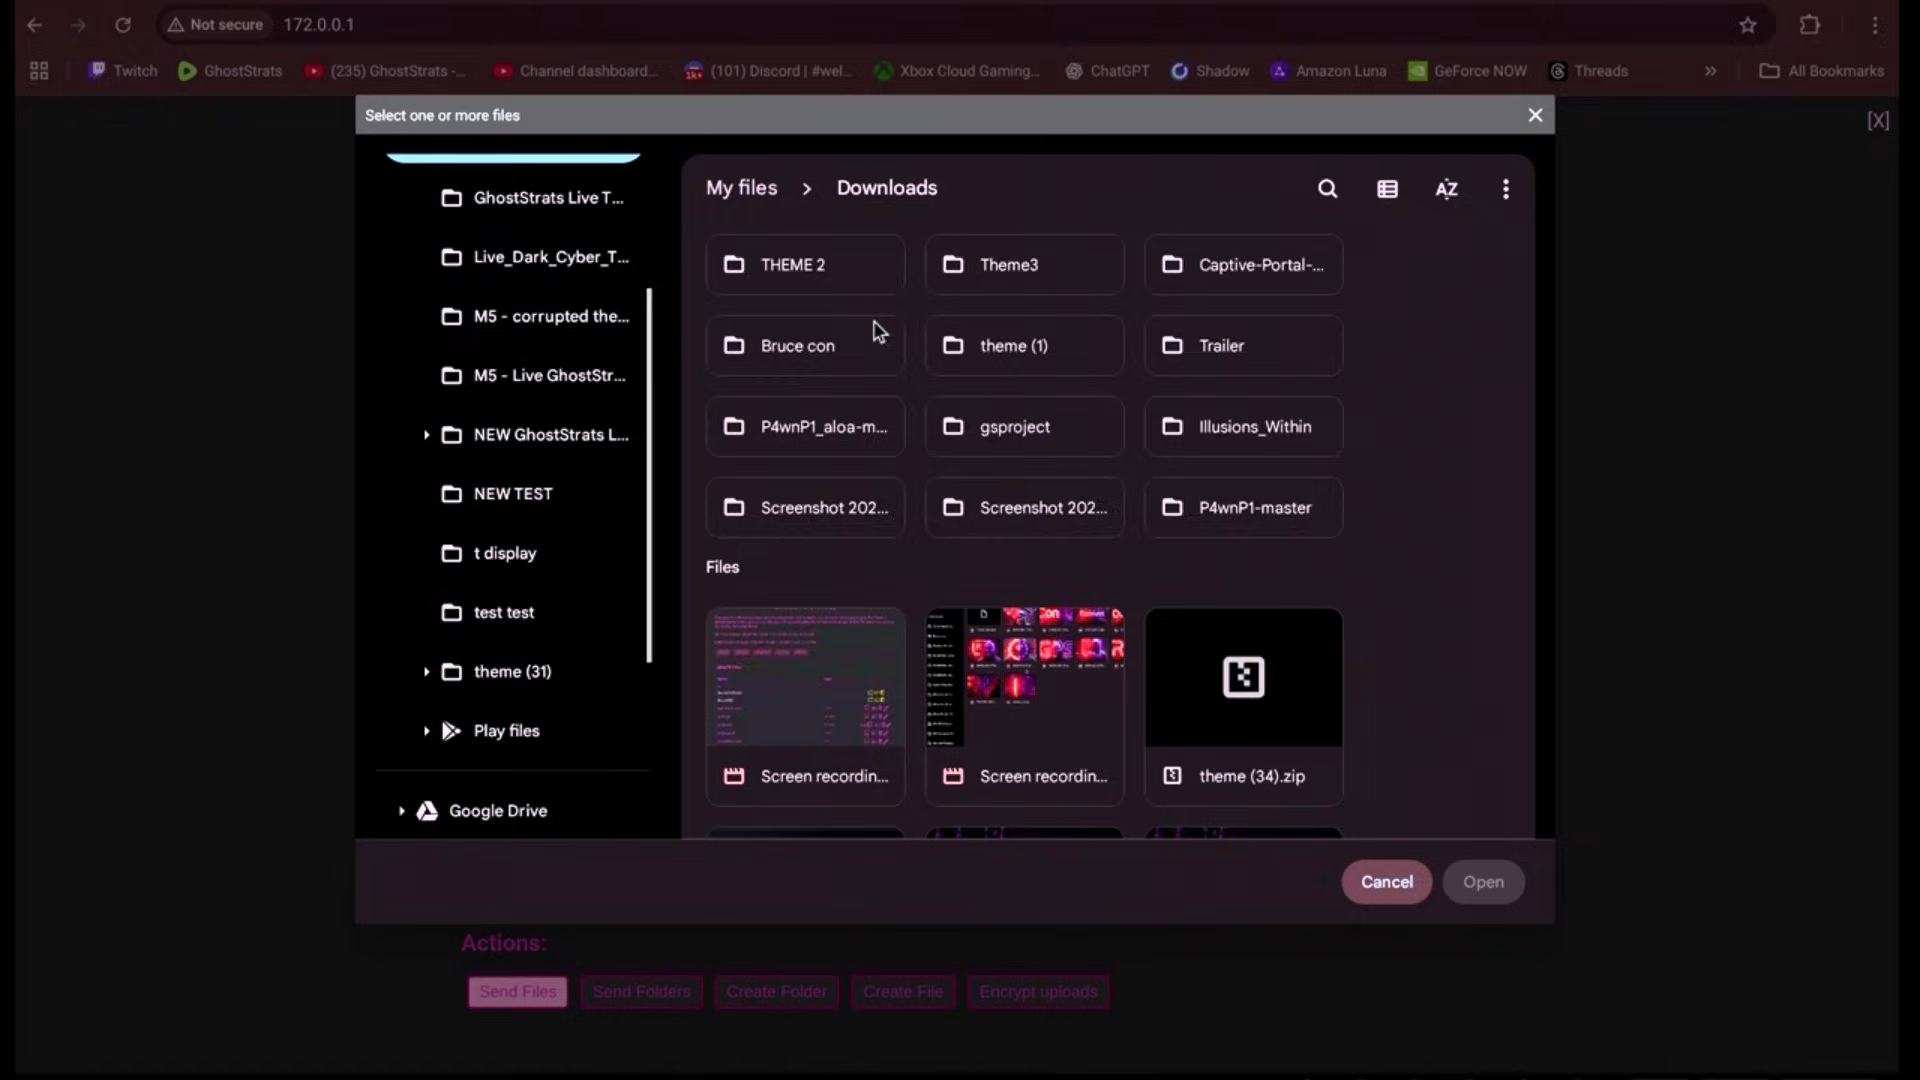 Not secure 172.0.0.1
Twitch GhostStrats (235) GhostStrats -... Channel dashboard... (101) Discord | #wel... Xbox Cloud Gaming... ChatGPT Shadow Amazon Luna GeForce NOW Threads » All Bookmarks
Select one or more files
[X]
GhostStrats Live T...
Live_Dark_Cyber_T...
M5 - corrupted the...
M5 - Live GhostStr...
NEW GhostStrats L...
NEW TEST
t display
test test
theme (31)
Play files
Google Drive
My files > Downloads
AZ
THEME 2 Theme3 Captive-Portal-...
Bruce con theme (1) Trailer
P4wnP1_aloa-m... gsproject Illusions_Within
Screenshot 202... Screenshot 202... P4wnP1-master
Files
Screen recordin... Screen recordin... theme (34).zip
Cancel Open
Actions:
Send Files Send Folders Create Folder Create File Encrypt uploads